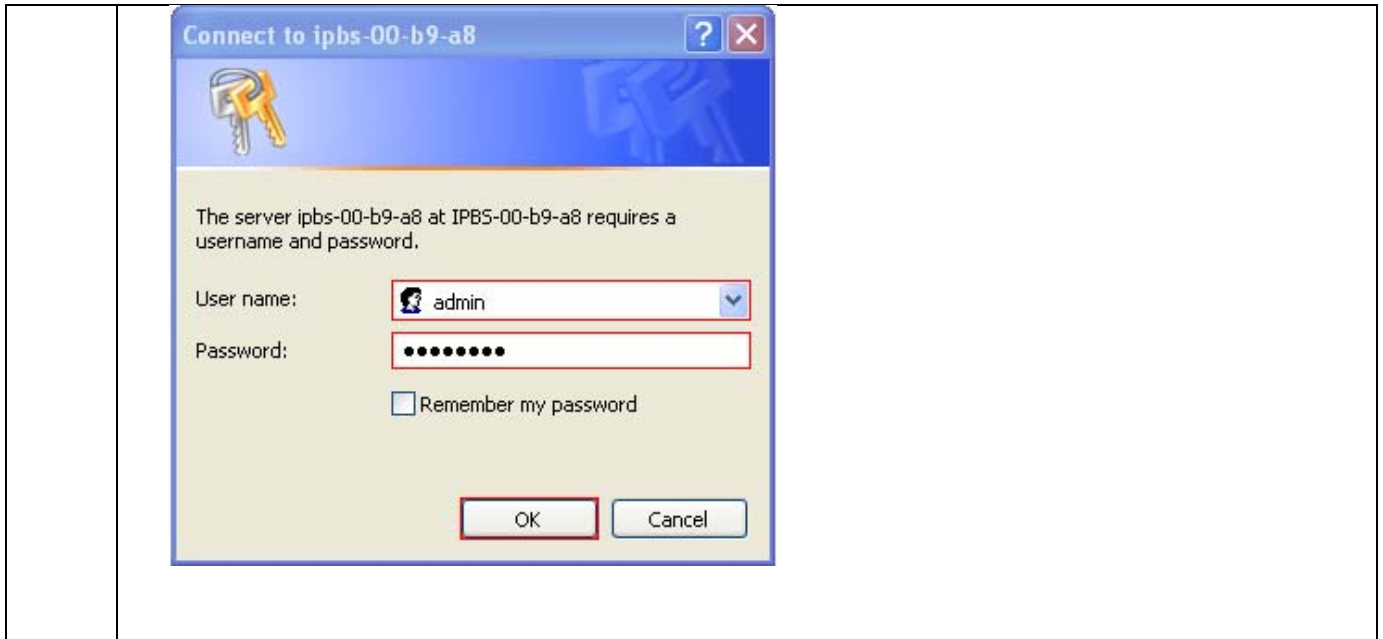 Connect to ipbs-00-b9-a8
?
The server ipbs-00-b9-a8 at IPBS-00-b9-a8 requires a
username and password.
User name:
admin
Password:
●●●●●●●●
Remember my password
OK
Cancel